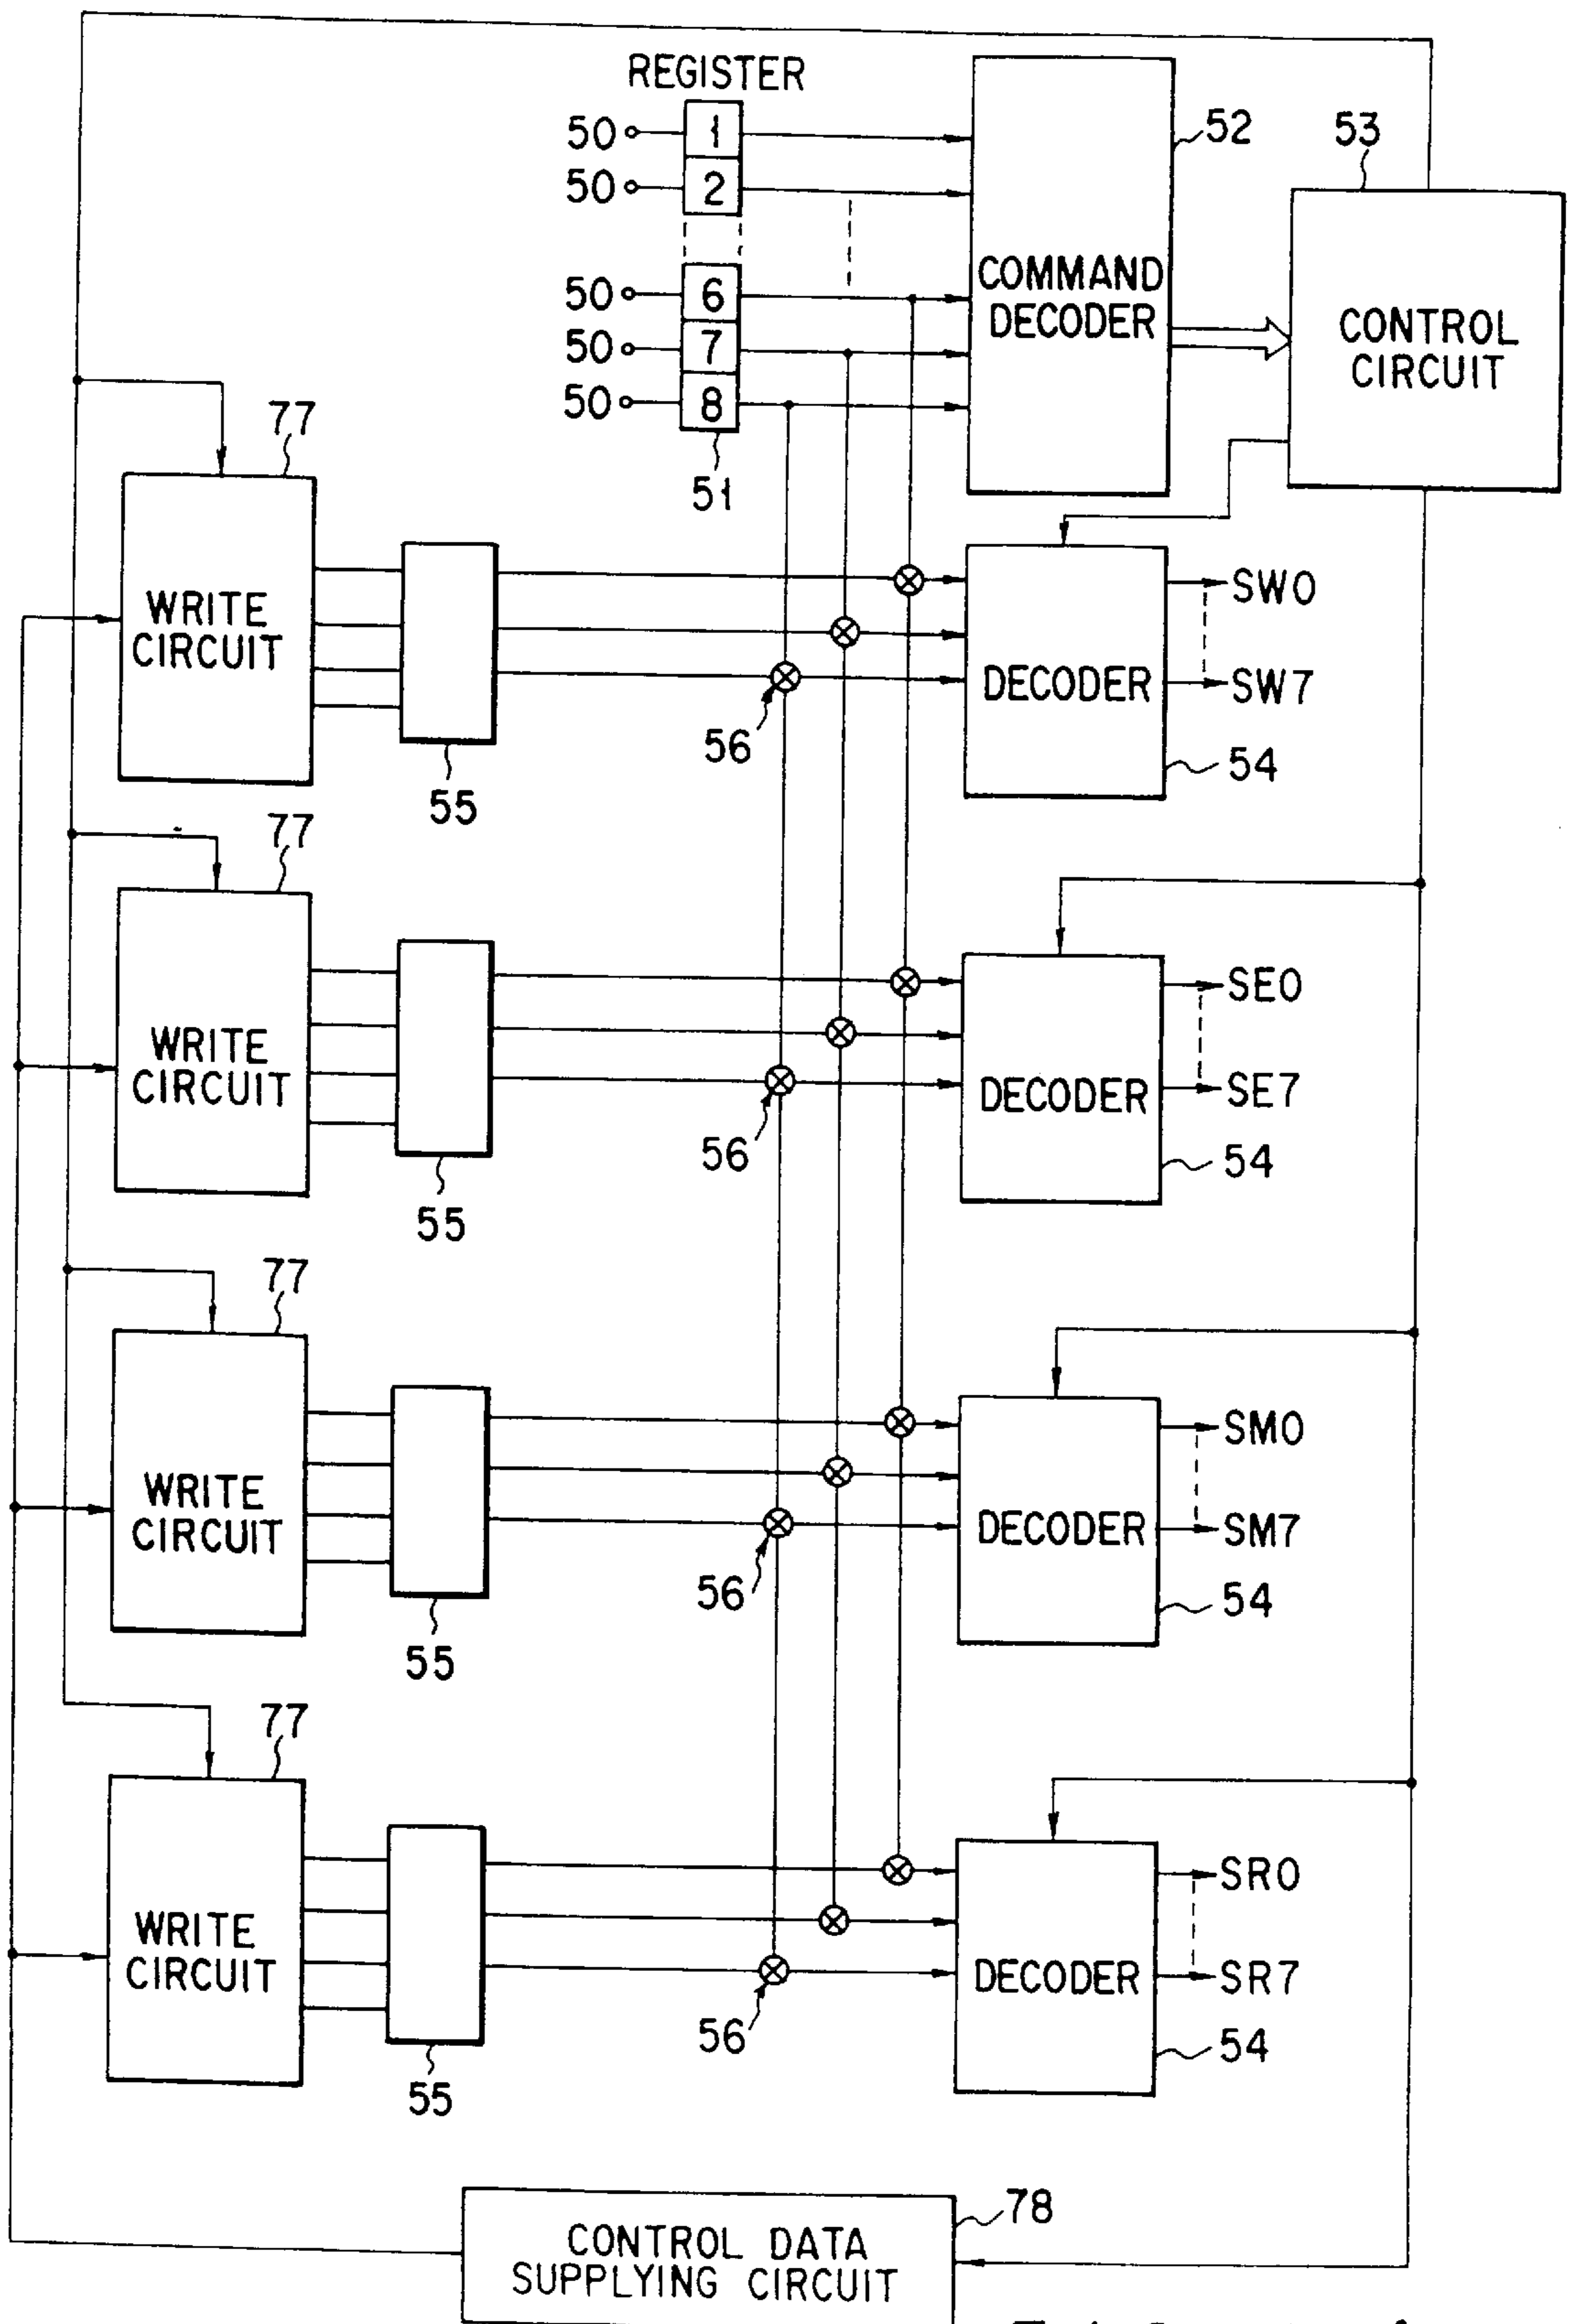 REGISTER
50 1
50 2
50 6
50 7
50 8
51
COMMAND
DECODER
52
53
CONTROL
CIRCUIT
77
WRITE
CIRCUIT
55
56
DECODER
54
SW0
SW7
77
WRITE
CIRCUIT
55
56
DECODER
54
SE0
SE7
77
WRITE
CIRCUIT
55
56
DECODER
54
SM0
SM7
77
WRITE
CIRCUIT
55
56
DECODER
54
SR0
SR7
CONTROL DATA
SUPPLYING CIRCUIT
78